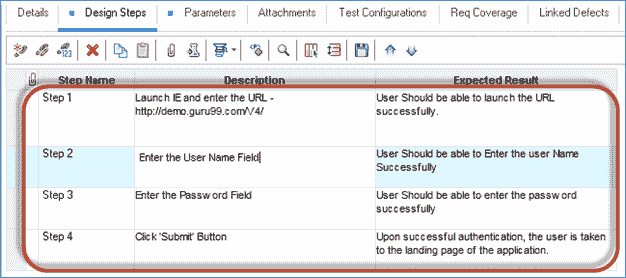 Details Design Steps Parameters Attachments Test Configurations Req Coverage Linked Defects
Step Name Description Expected Result
Step 1 Launch IE and enter the URL - User Should be able to launch the URL
http://demo.guru99.com/V4/ successfully.
Step 2 Enter the User Name Field User Should be able to Enter the user Name
Successfully
Step 3 Enter the Password Field User Should be able to enter the password
successfully
Step 4 Click 'Submit' Button Upon successful authentication, the user is taken
to the landing page of the application.